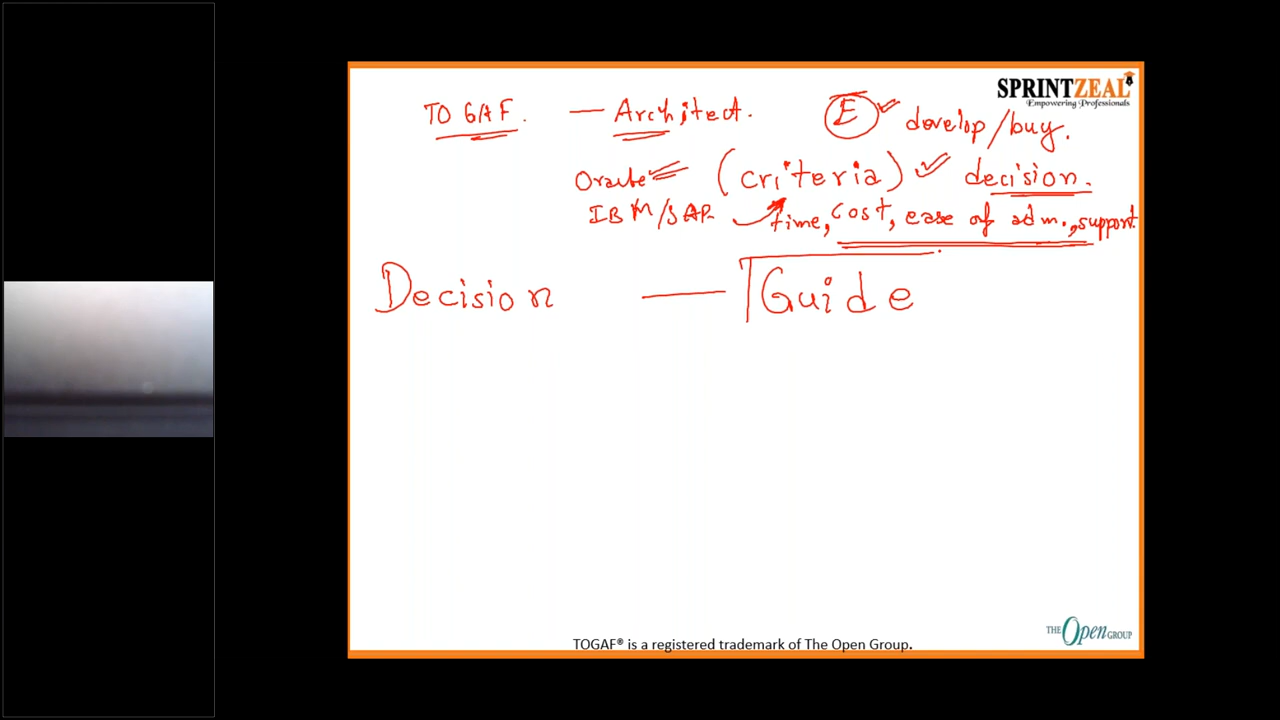 SPRINTZEAL
Empowering Professionals
TOGAF. — Architect. E develop/buy.
Oracle (criteria) decision.
IBM/SAP time, cost, ease of adm., support.
Decision — Guide
THE Open GROUP
TOGAF® is a registered trademark of The Open Group.